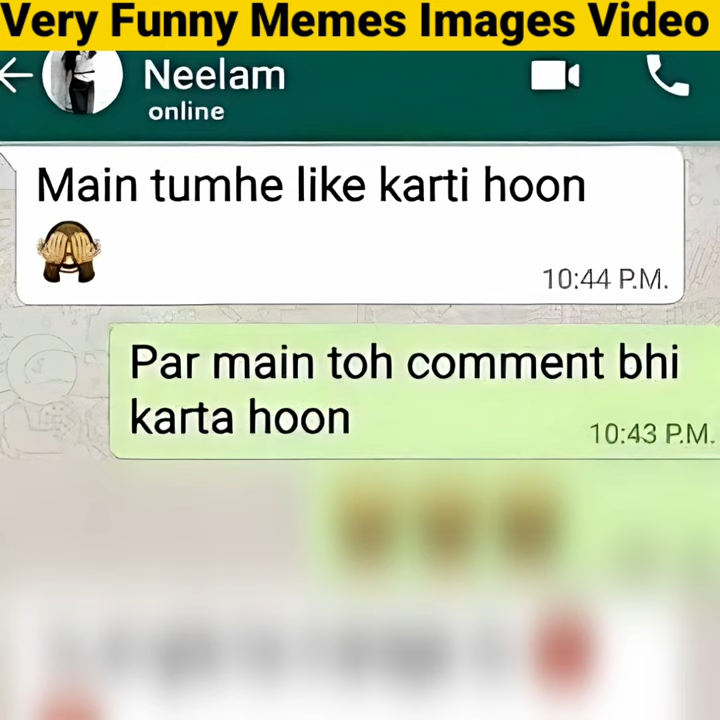 Very Funny Memes Images Video
Neelam
online
Main tumhe like karti hoon
🙈
10:44 P.M.
Par main toh comment bhi
karta hoon
10:43 P.M.